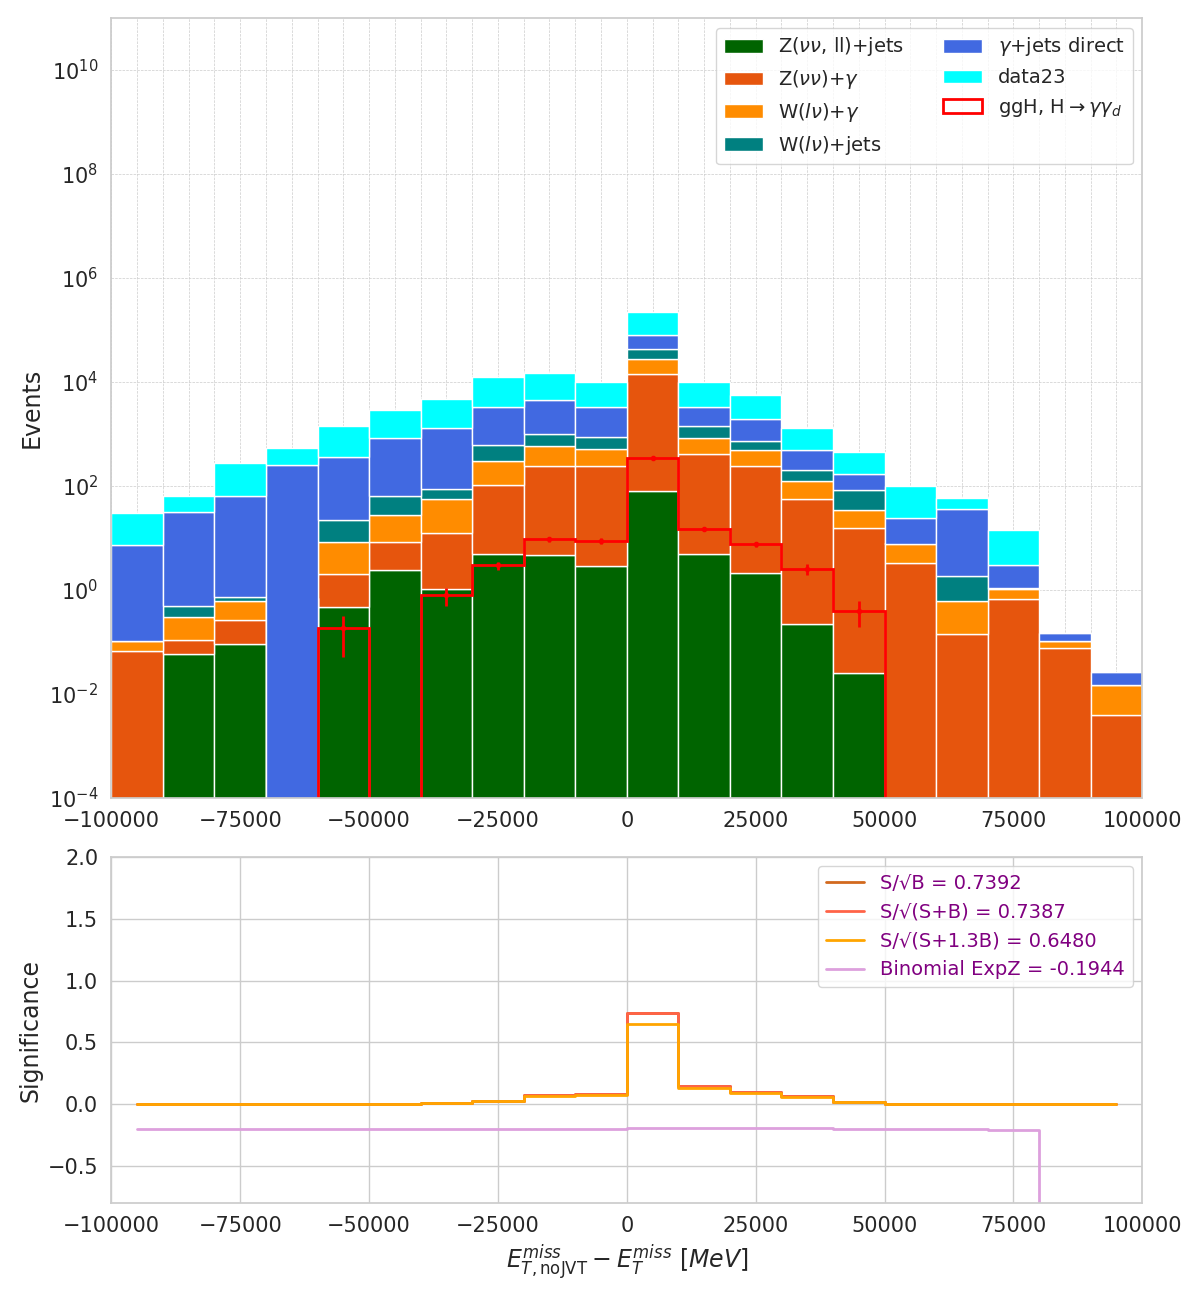 Z(νν, ll)+jets
Z(νν)+γ
W(lν)+γ
W(lν)+jets
γ+jets direct
data23
ggH, H→γγ_d
Events
10^10
10^8
10^6
10^4
10^2
10^0
10^−2
10^−4
−100000 −75000 −50000 −25000 0 25000 50000 75000 100000
S/√B = 0.7392
S/√(S+B) = 0.7387
S/√(S+1.3B) = 0.6480
Binomial ExpZ = -0.1944
Significance
2.0
1.5
1.0
0.5
0.0
−0.5
−100000 −75000 −50000 −25000 0 25000 50000 75000 100000
E_{T,noJVT}^{miss} − E_T^{miss} [MeV]